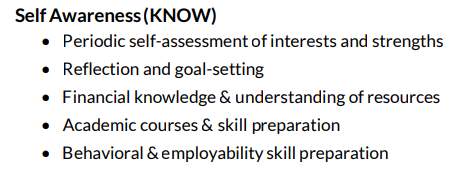 Self Awareness (KNOW)
• Periodic self-assessment of interests and strengths
• Reflection and goal-setting
• Financial knowledge & understanding of resources
• Academic courses & skill preparation
• Behavioral & employability skill preparation